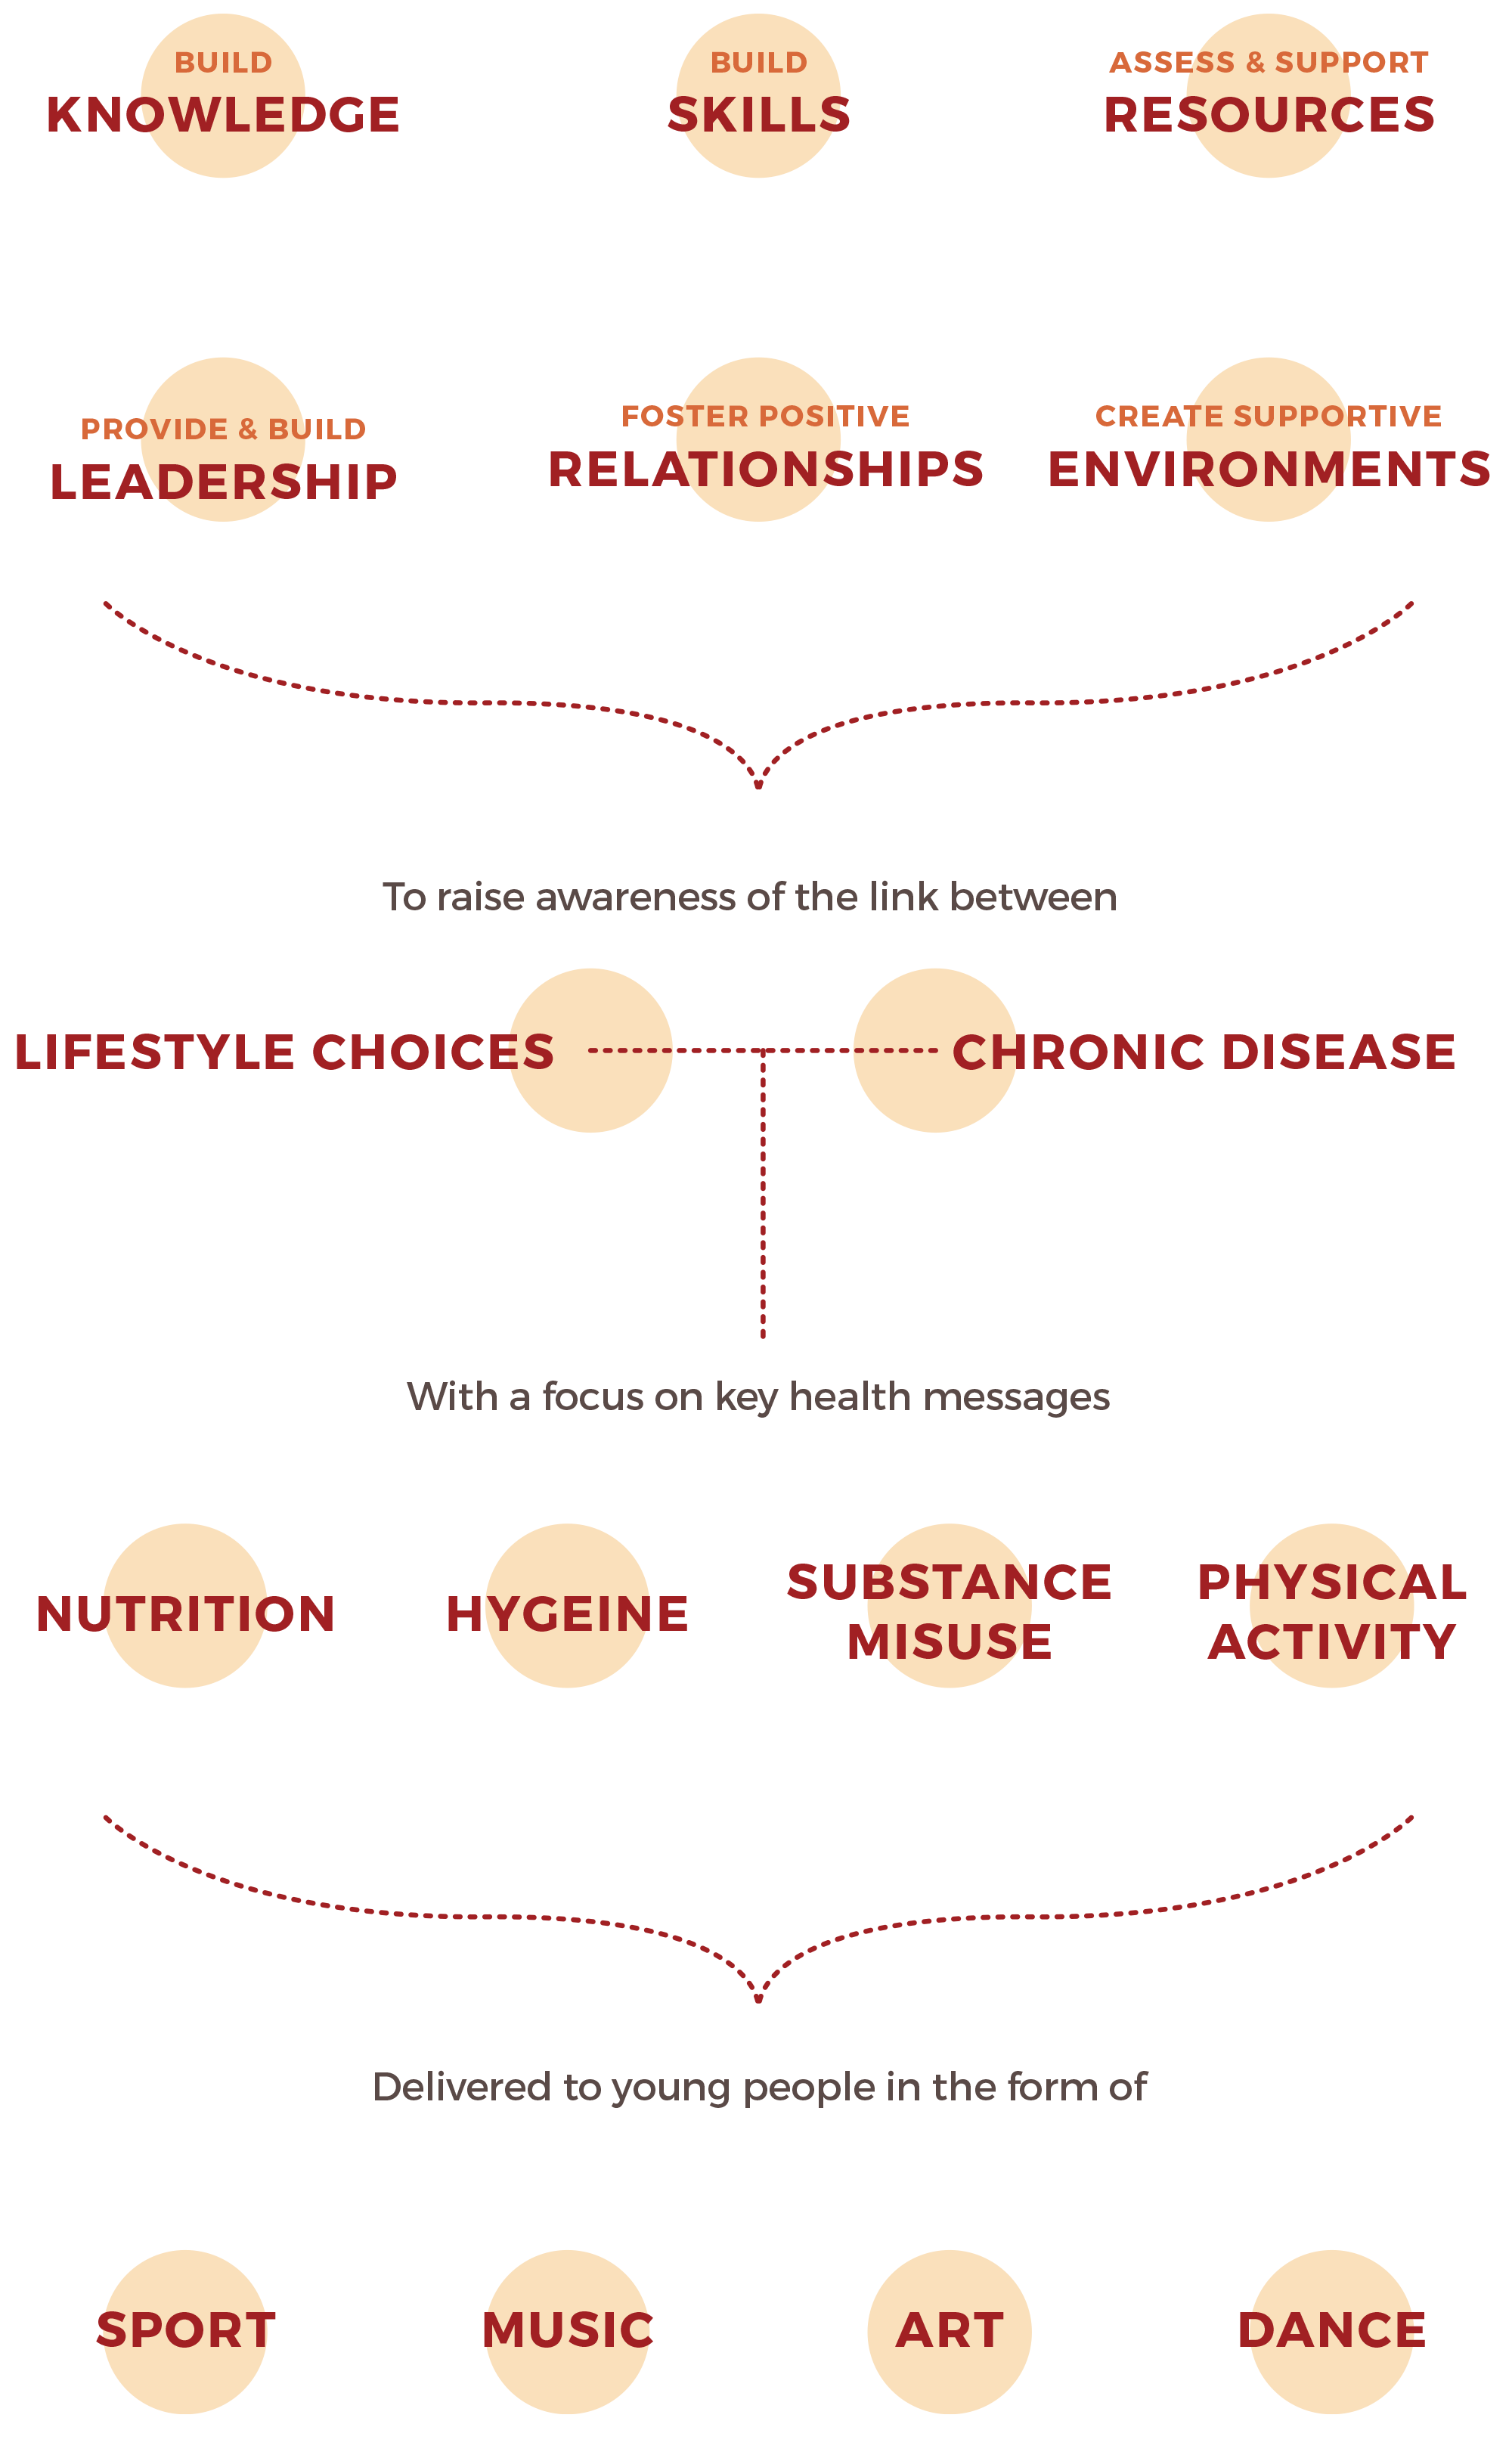 BUILD
KNOWLEDGE
BUILD
SKILLS
ASSESS & SUPPORT
RESOURCES
PROVIDE & BUILD
LEADERSHIP
FOSTER POSITIVE
RELATIONSHIPS
CREATE SUPPORTIVE
ENVIRONMENTS
To raise awareness of the link between
LIFESTYLE CHOICES
CHRONIC DISEASE
With a focus on key health messages
NUTRITION
HYGEINE
SUBSTANCE
MISUSE
PHYSICAL
ACTIVITY
Delivered to young people in the form of
SPORT
MUSIC
ART
DANCE